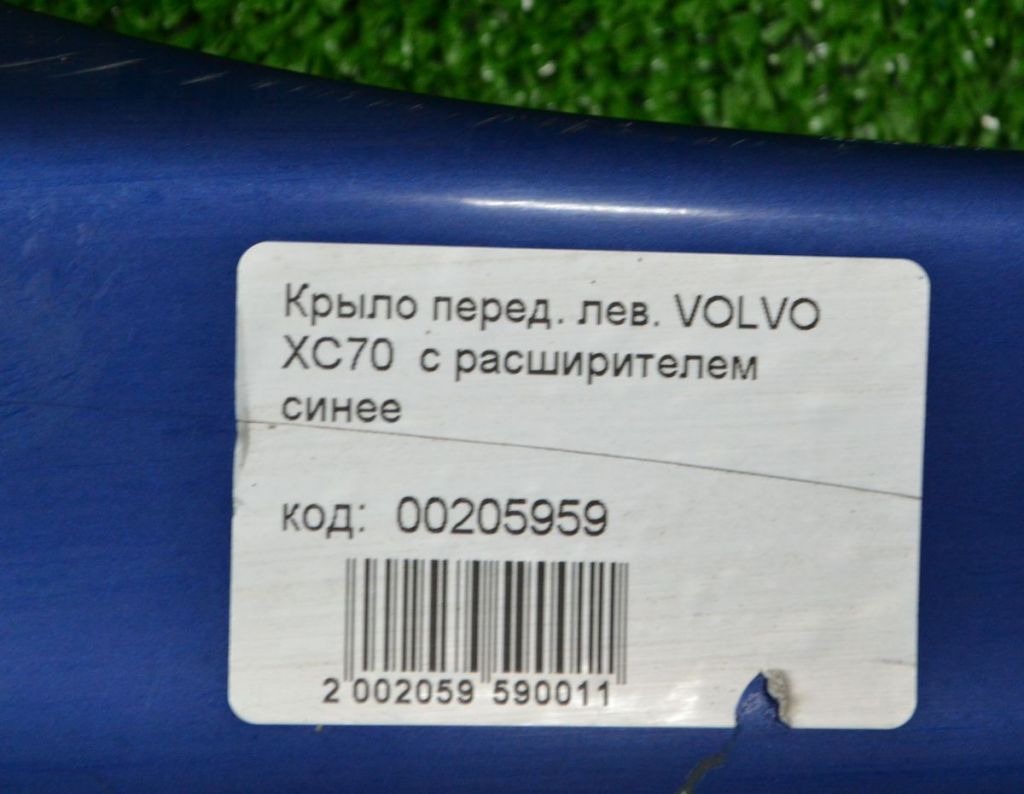 Крыло перед. лев. VOLVO
XC70 с расширителем
синее
код: 00205959
2 002059 590011